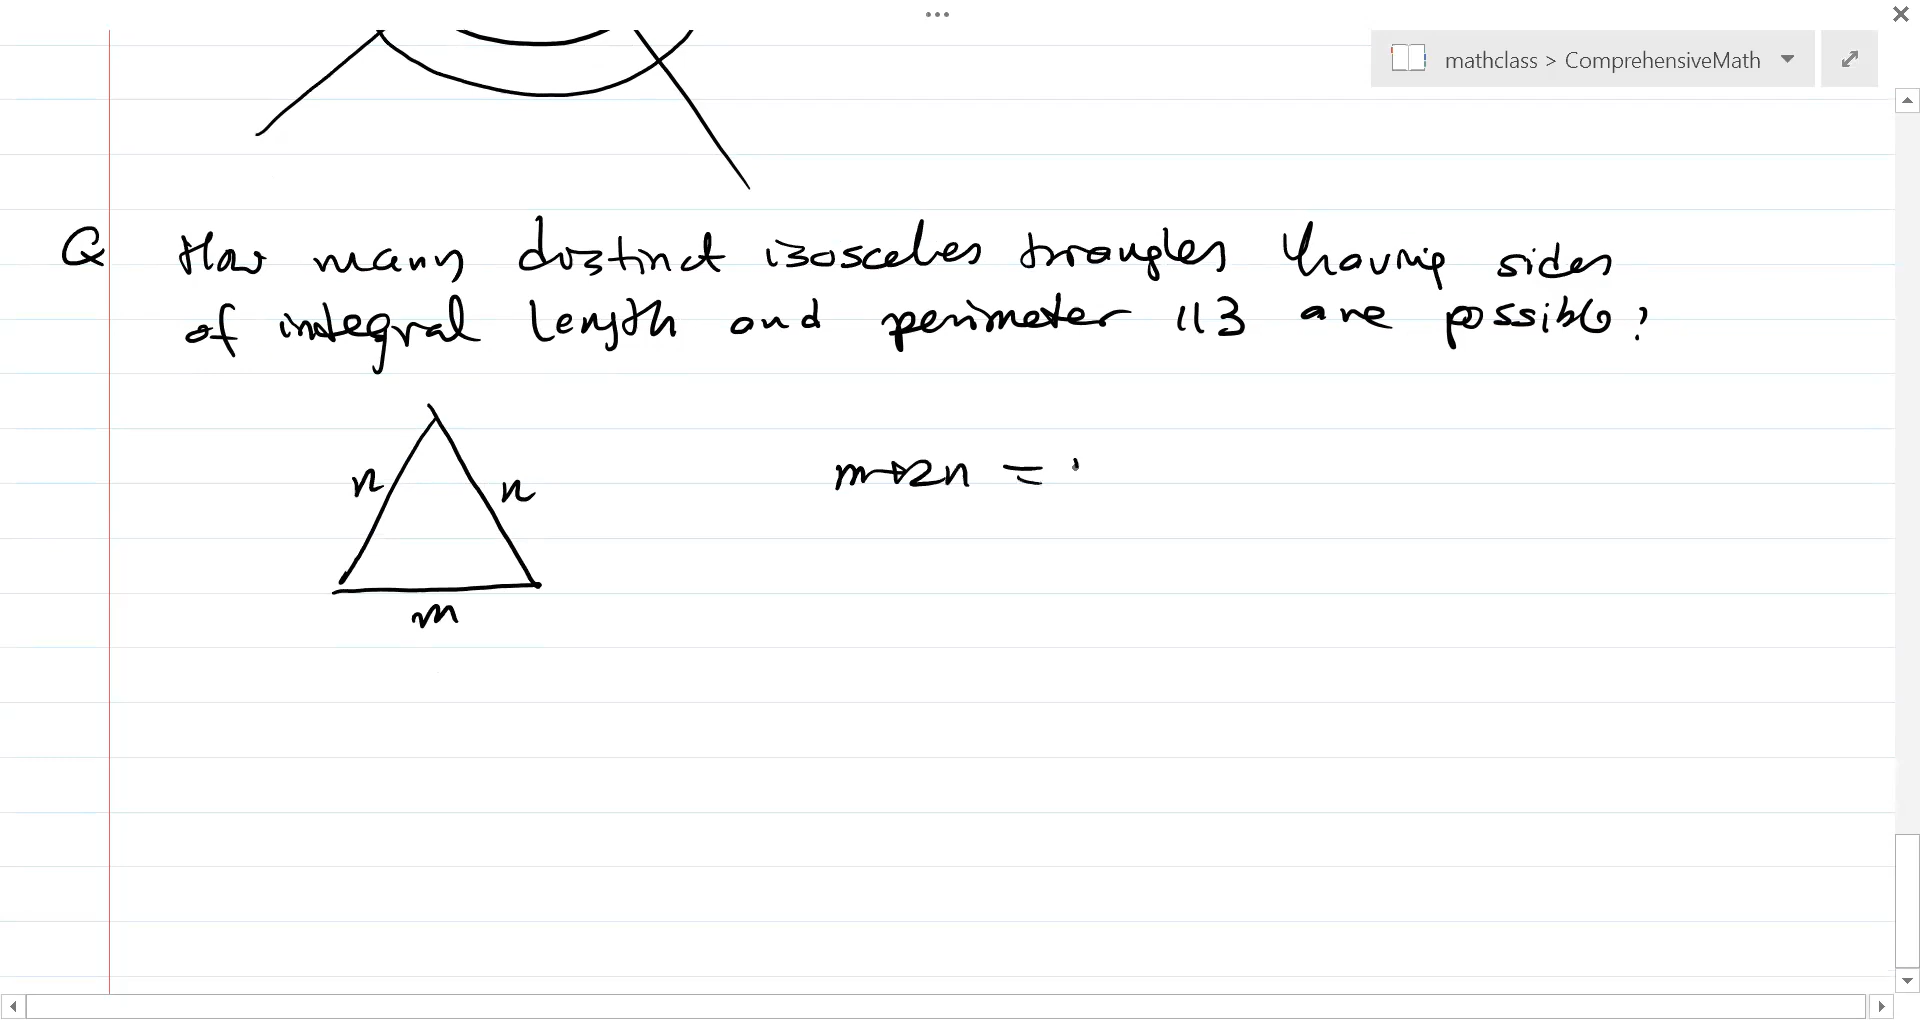 mathclass > ComprehensiveMath
Q How many distinct isosceles triangles having sides
of integral length and perimeter 113 are possible?
n n m+2n =
m